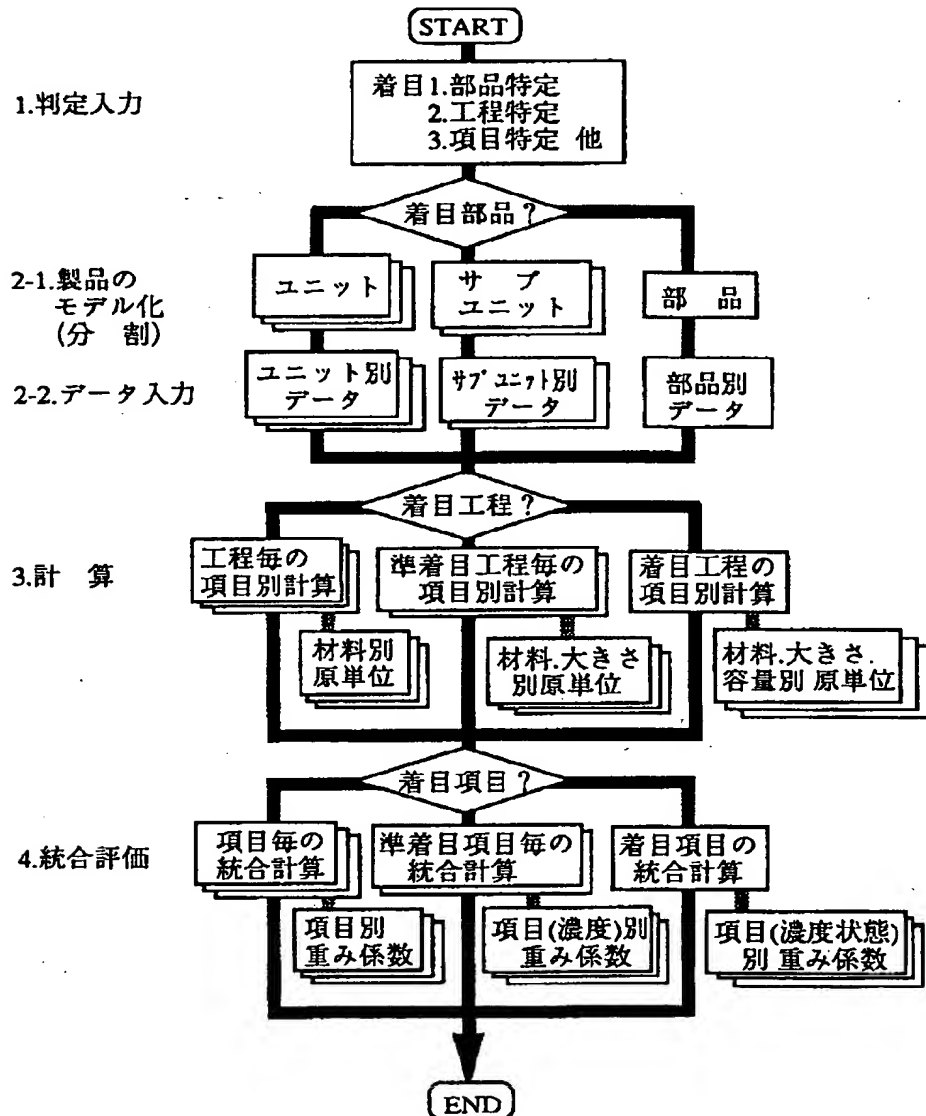 START
1.判定入力
着目1.部品特定
2.工程特定
3.項目特定 他
着目部品?
2-1.製品の
モデル化
(分 割)
ユニット
サ ブ
ユニット
部 品
2-2.データ入力
ユニット別
データ
サブユニット別
データ
部品別
データ
着目工程?
3.計 算
工程毎の
項目別計算
準着目工程毎の
項目別計算
着目工程の
項目別計算
材料別
原単位
材料.大きさ
別原単位
材料.大きさ.
容量別 原単位
着目項目?
4.統合評価
項目毎の
統合計算
準着目項目毎の
統合計算
着目項目の
統合計算
項目別
重み係数
項目(濃度)別
重み係数
項目(濃度状態)
別 重み係数
END